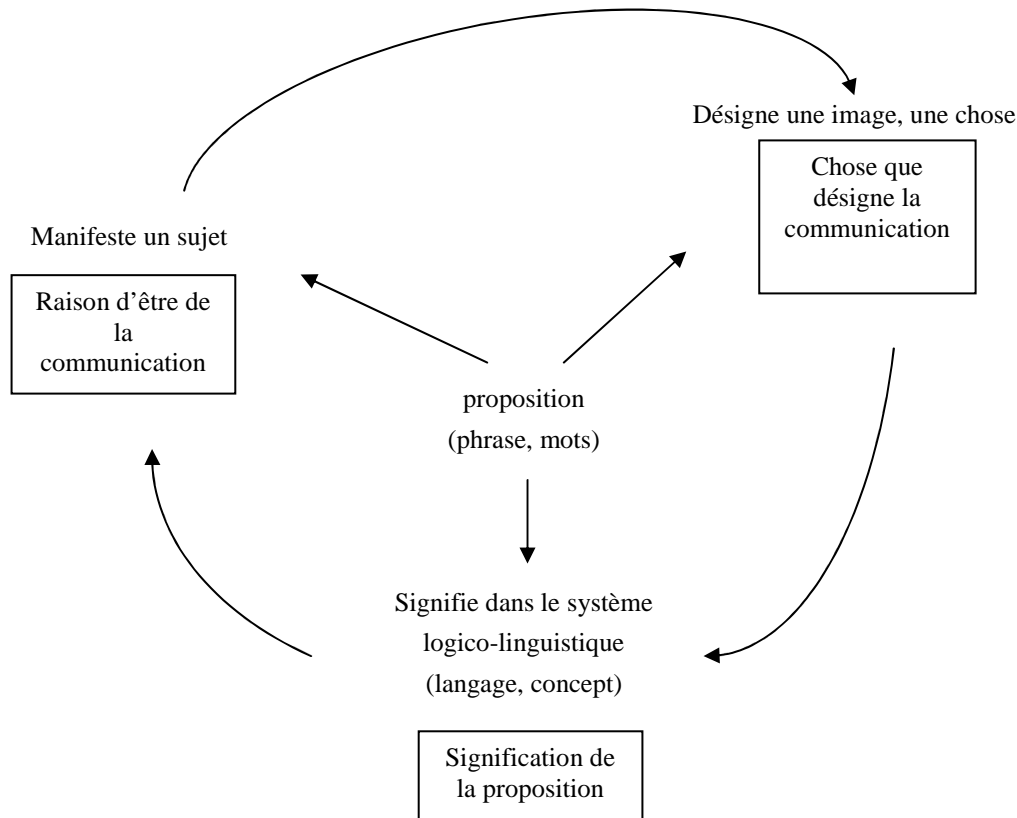 Désigne une image, une chose
Chose que
désigne la
communication
Manifeste un sujet
Raison d'être de
la
communication
proposition
(phrase, mots)
Signifie dans le système
logico-linguistique
(langage, concept)
Signification de
la proposition